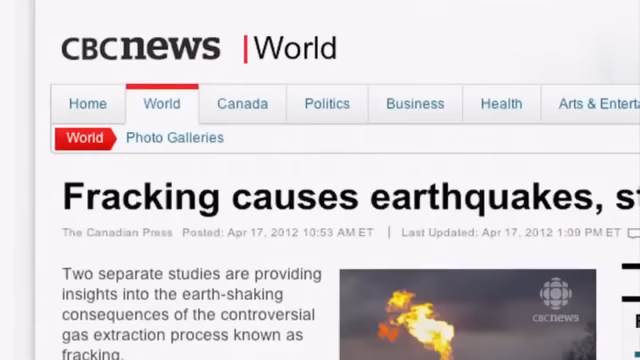 CBCnews | World
Home World Canada Politics Business Health Arts & Enterta
World Photo Galleries
Fracking causes earthquakes, st
The Canadian Press Posted: Apr 17, 2012 10:53 AM ET | Last Updated: Apr 17, 2012 1:09 PM ET
Two separate studies are providing
insights into the earth-shaking
consequences of the controversial
gas extraction process known as
fracking.
CBCNEWS